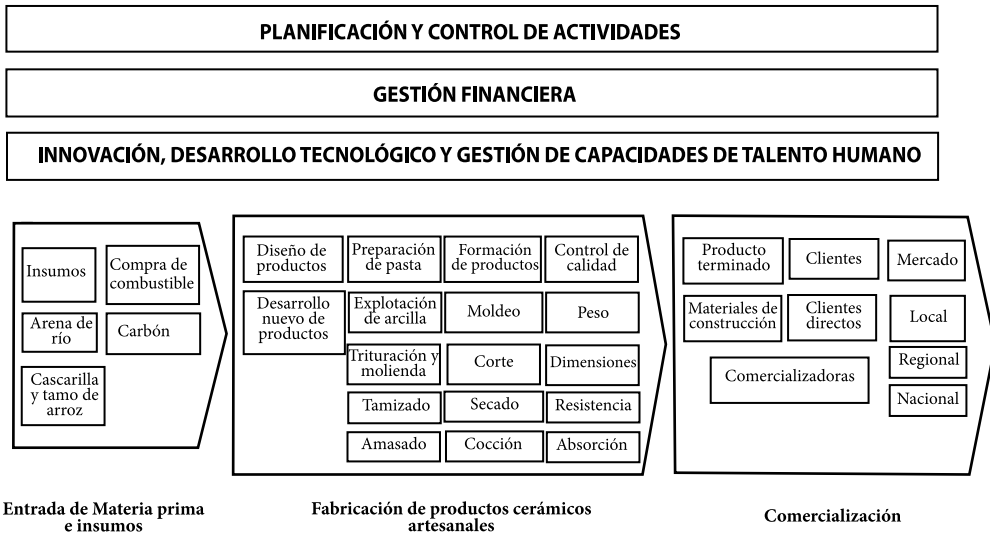 PLANIFICACIÓN Y CONTROL DE ACTIVIDADES
GESTIÓN FINANCIERA
INNOVACIÓN, DESARROLLO TECNOLÓGICO Y GESTIÓN DE CAPACIDADES DE TALENTO HUMANO
Insumos
Compra de
combustible
Arena de
río
Carbón
Cascarilla
y tamo de
arroz
Diseño de
productos
Preparación
de pasta
Formación
de productos
Control de
calidad
Desarrollo
nuevo de
productos
Explotación
de arcilla
Moldeo
Peso
Trituración y
molienda
Corte
Dimensiones
Tamizado
Secado
Resistencia
Amasado
Cocción
Absorción
Producto
terminado
Clientes
Mercado
Materiales de
construcción
Clientes
directos
Local
Comercializadoras
Regional
Nacional
Entrada de Materia prima
e insumos
Fabricación de productos cerámicos
artesanales
Comercialización